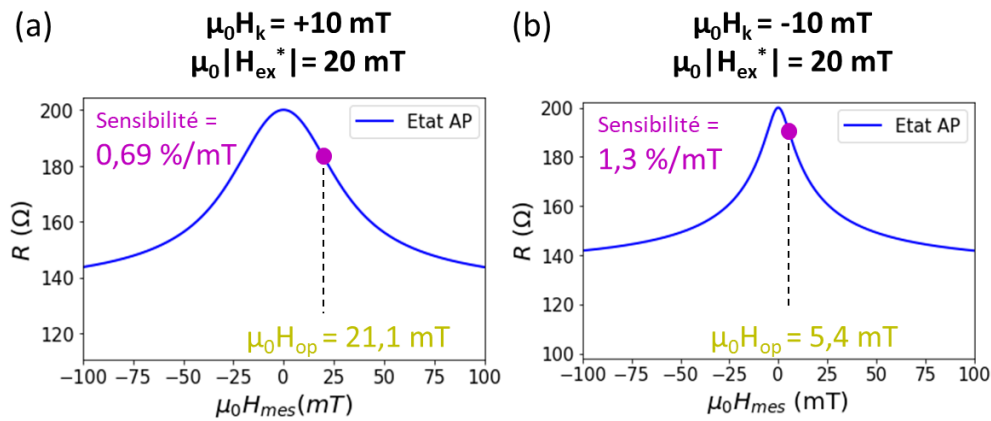 (a)
μ₀Hₖ = +10 mT
μ₀|Hₑₓ*| = 20 mT
Sensibilité =
0,69 %/mT
Etat AP
200
180
160
140
120
R (Ω)
μ₀Hₒₚ = 21,1 mT
−100 −75 −50 −25 0 25 50 75 100
μ₀Hₘₑₛ(mT)
(b)
μ₀Hₖ = -10 mT
μ₀|Hₑₓ*| = 20 mT
Sensibilité =
1,3 %/mT
Etat AP
200
180
160
140
120
100
R (Ω)
μ₀Hₒₚ = 5,4 mT
−100 −75 −50 −25 0 25 50 75 100
μ₀Hₘₑₛ (mT)